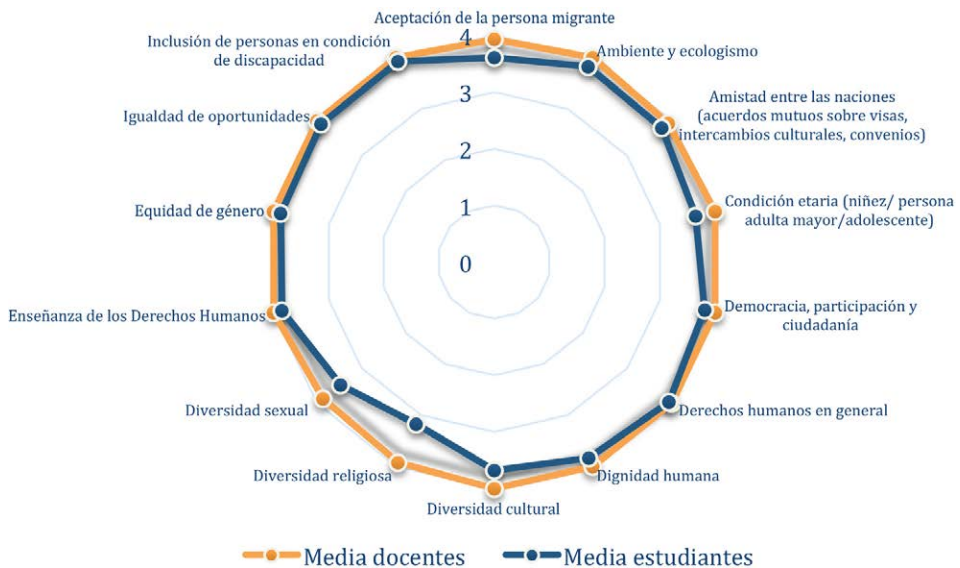 Aceptación de la persona migrante
Inclusión de personas en condición
de discapacidad
4
Ambiente y ecologismo
3
Igualdad de oportunidades
Amistad entre las naciones
(acuerdos mutuos sobre visas,
intercambios culturales, convenios)
2
Equidad de género
1
Condición etaria (niñez/ persona
adulta mayor/adolescente)
0
Enseñanza de los Derechos Humanos
Democracia, participación y
ciudadanía
Diversidad sexual
Derechos humanos en general
Diversidad religiosa
Dignidad humana
Diversidad cultural
Media docentes
Media estudiantes